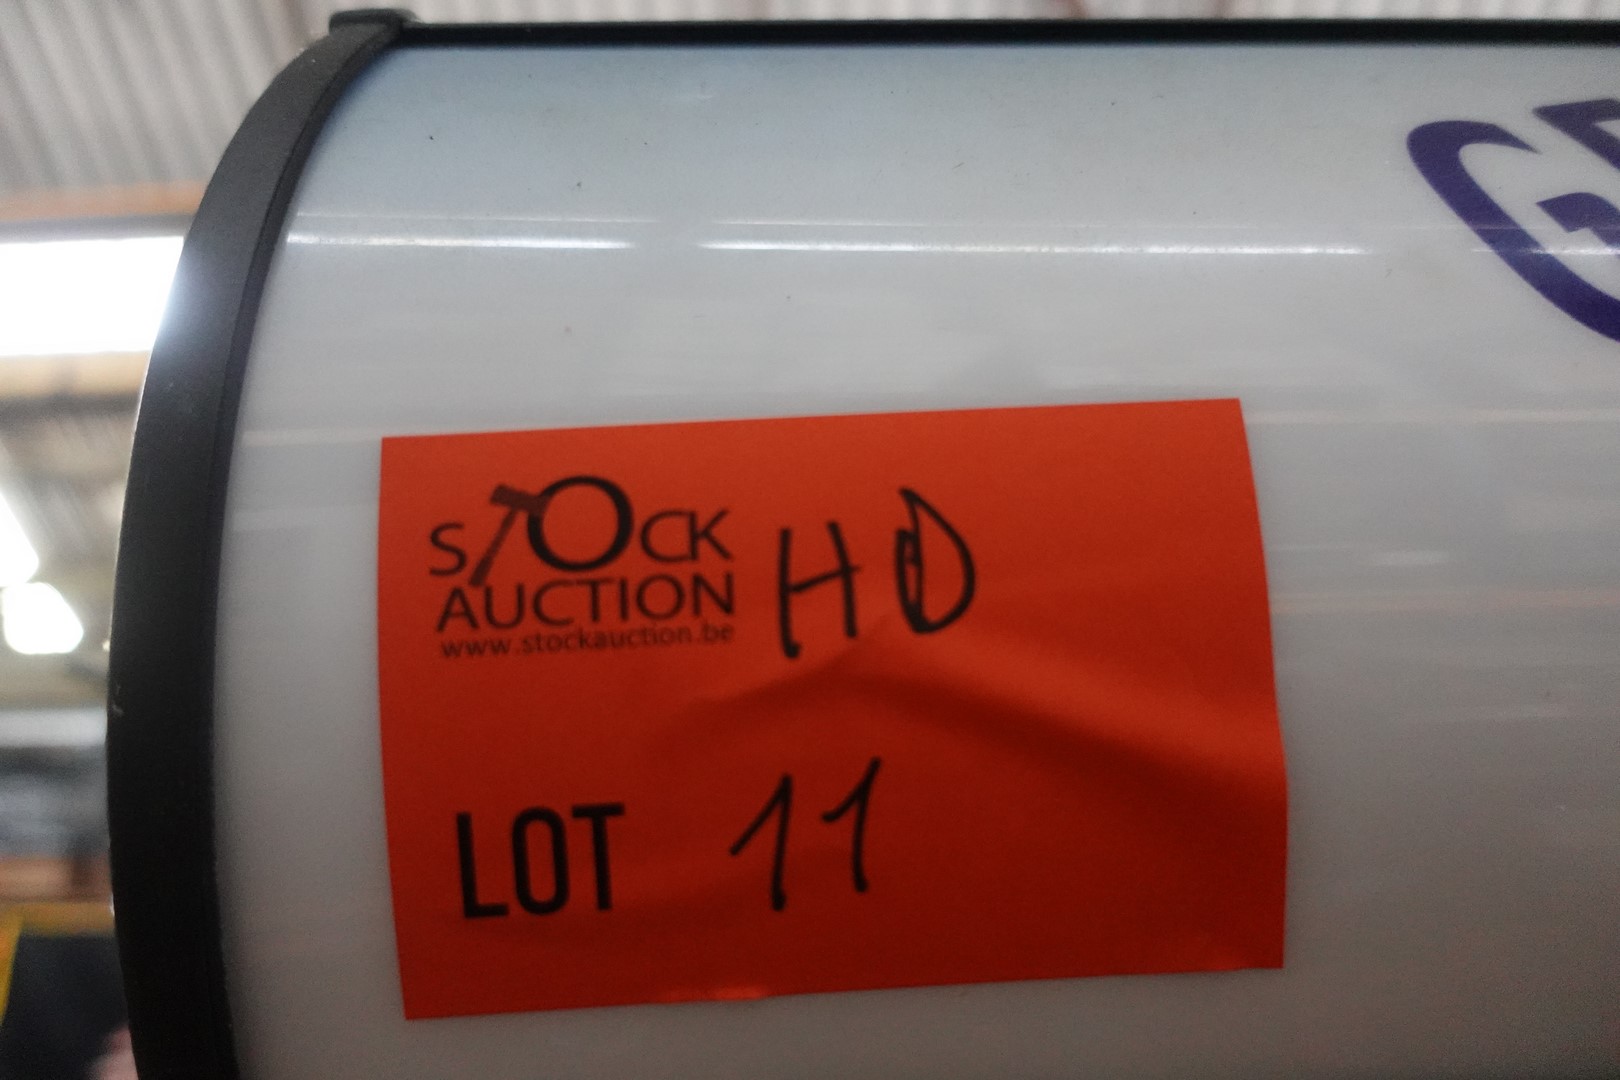 STOCK
AUCTION
www.stockauction.be
HD
LOT 11
G